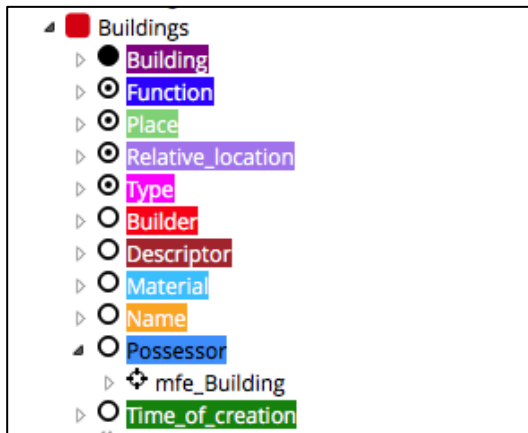 Buildings
Building
Function
Place
Relative_location
Type
Builder
Descriptor
Material
Name
Possessor
mfe_Building
Time_of_creation